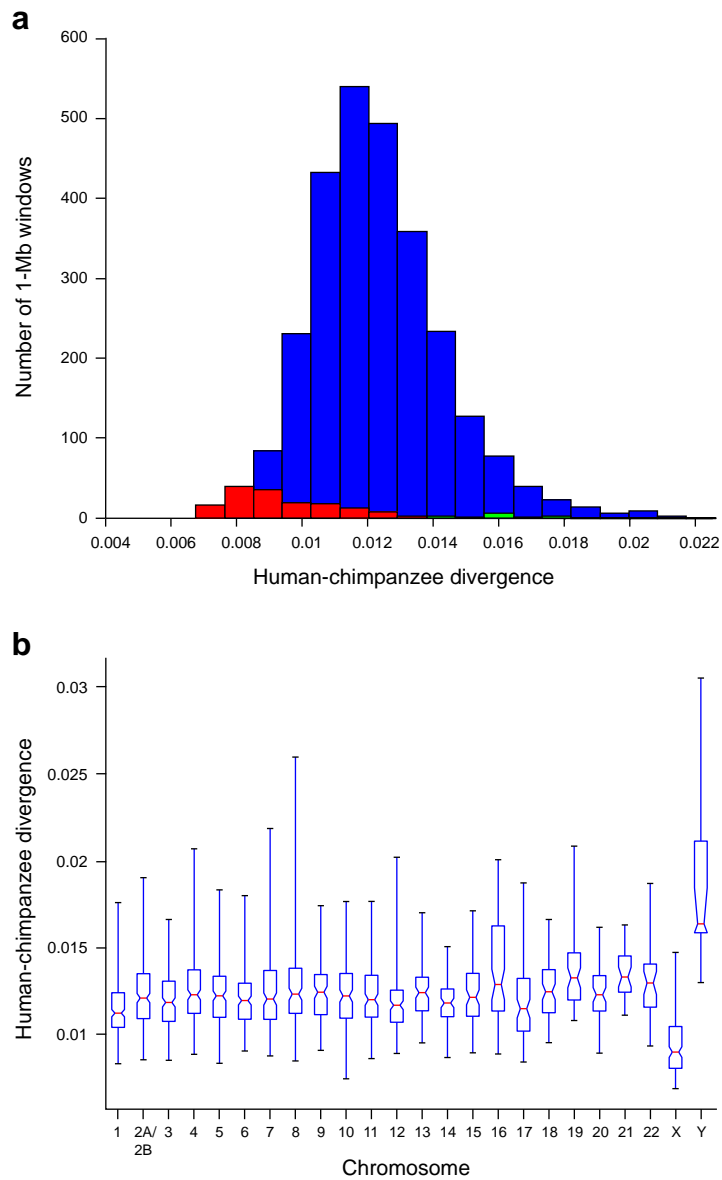 a
600
500
400
300
200
100
0
Number of 1-Mb windows
0.004 0.006 0.008 0.01 0.012 0.014 0.016 0.018 0.02 0.022
Human-chimpanzee divergence
b
0.03
0.025
0.02
0.015
0.01
Human-chimpanzee divergence
1 2A/ 3 4 5 6 7 8 9 10 11 12 13 14 15 16 17 18 19 20 21 22 X Y
2B
Chromosome